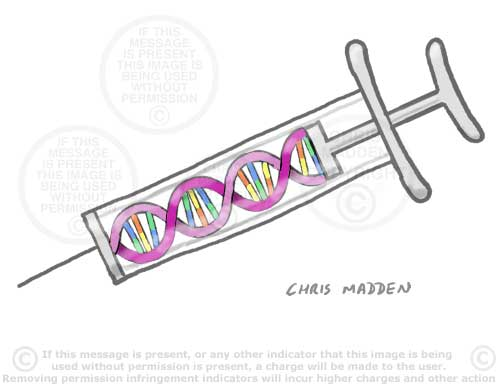 IF THIS
MESSAGE
IS PRESENT
THIS IMAGE IS
BEING USED
WITHOUT
PERMISSION
©
IF THIS
MESSAGE
IS PRESENT
THIS IMAGE IS
BEING USED
WITHOUT
PERMISSION
©
CHRIS MADDEN
© If this message is present, or any other indicator that this image is being ©
used without permission is present, a charge will be made to the user.
Removing permission infringement indicators will incur higher charges and other action